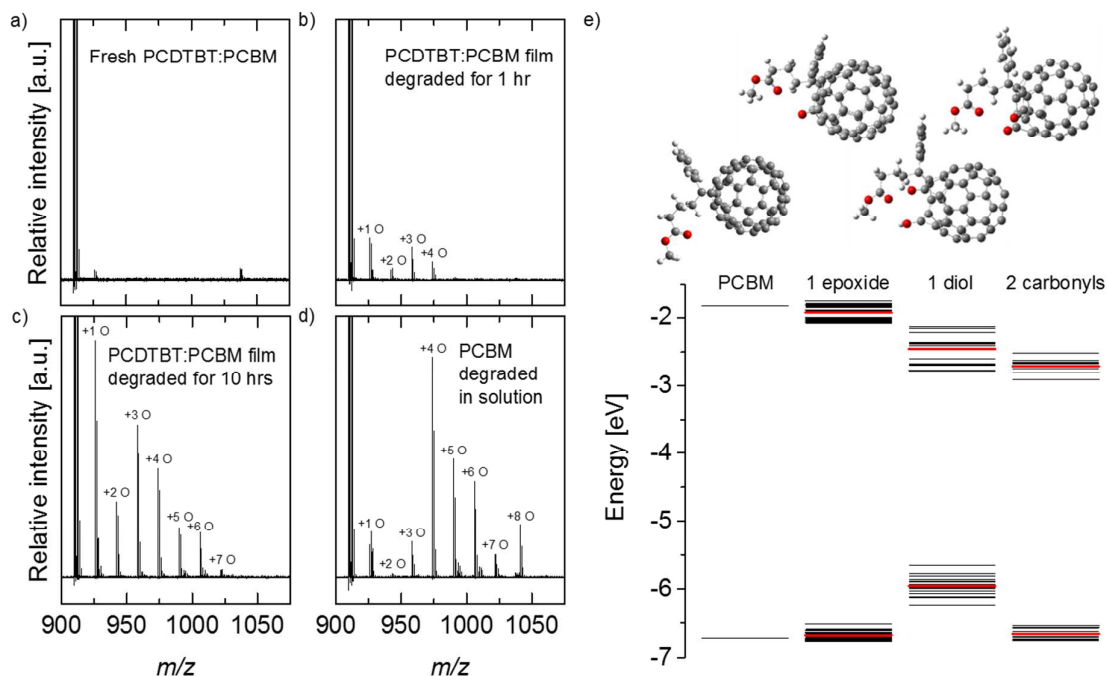 a)
Relative intensity [a.u.]
Fresh PCDTBT:PCBM
b)
PCDTBT:PCBM film
degraded for 1 hr
+1 O
+2 O
+3 O
+4 O
c)
Relative intensity [a.u.]
PCDTBT:PCBM film
degraded for 10 hrs
+1 O
+2 O
+3 O
+4 O
+5 O
+6 O
+7 O
900 950 1000 1050
m/z
d)
PCBM
degraded
in solution
+1 O
+2 O
+3 O
+4 O
+5 O
+6 O
+7 O
+8 O
900 950 1000 1050
m/z
e)
PCBM 1 epoxide 1 diol 2 carbonyls
Energy [eV]
-2
-3
-4
-5
-6
-7